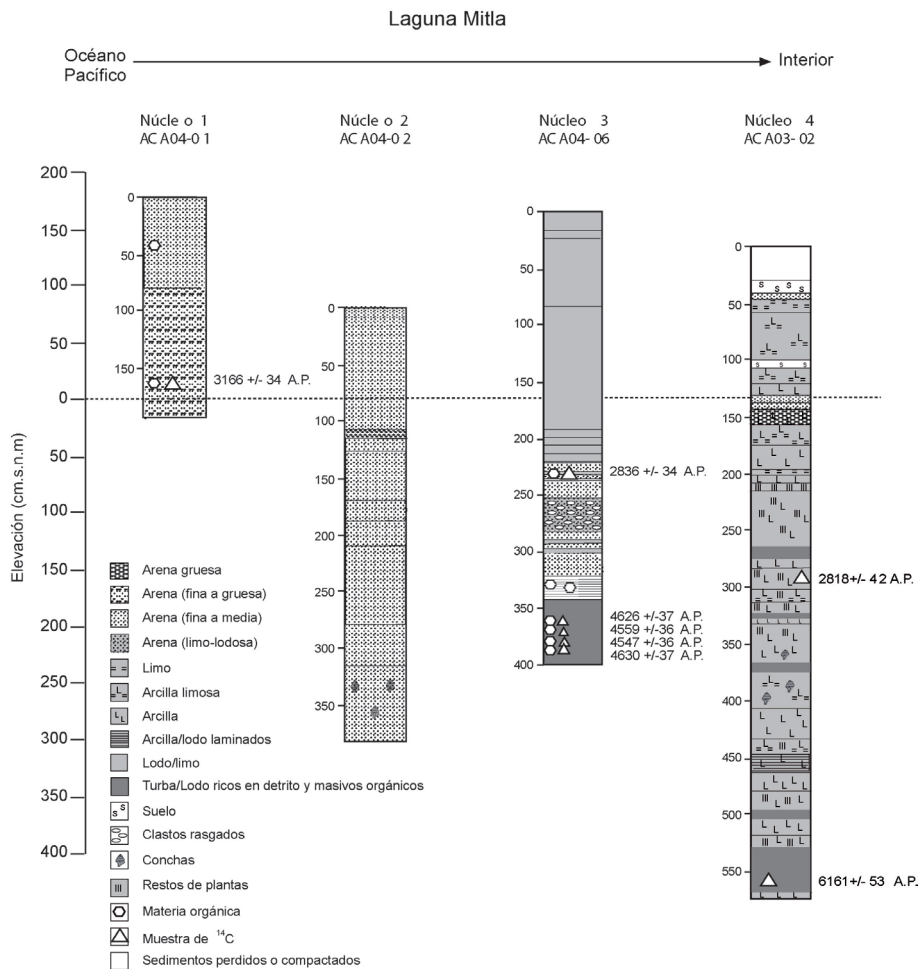 Laguna Mitla
Océano
Pacífico
Interior
Núcle o 1
AC A04-0 1
Núcle o 2
AC A04-0 2
Núcleo 3
AC A04- 06
Núcleo 4
AC A03- 02
Elevación (cm.s.n.m)
200
150
100
50
0
50
100
150
200
250
300
350
400
0
50
100
150
3166 +/- 34 A.P.
0
50
100
150
200
250
300
350
0
50
100
150
200
250
300
350
400
2836 +/- 34 A.P.
4626 +/-37 A.P.
4559 +/-36 A.P.
4547 +/-36 A.P.
4630 +/-37 A.P.
0
50
100
150
200
250
300
350
400
450
500
550
2818+/- 42 A.P.
6161+/- 53 A.P.
Arena gruesa
Arena (fina a gruesa)
Arena (fina a media)
Arena (limo-lodosa)
Limo
Arcilla limosa
Arcilla
Arcilla/lodo laminados
Lodo/limo
Turba/Lodo ricos en detrito y masivos orgánicos
Suelo
Clastos rasgados
Conchas
Restos de plantas
Materia orgánica
Muestra de ¹⁴C
Sedimentos perdidos o compactados